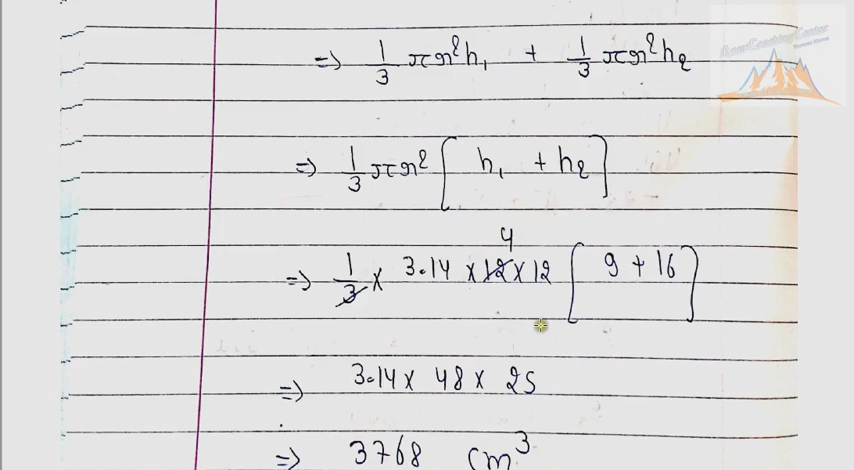 ⇒ 1/3 πr²h₁ + 1/3 πr²h₂
⇒ 1/3 πr² [ h₁ + h₂ ]
4
⇒ 1/3 × 3.14 × 12 × 12 [ 9 + 16 ]
⇒ 3.14 × 48 × 25
⇒ 3768 cm³